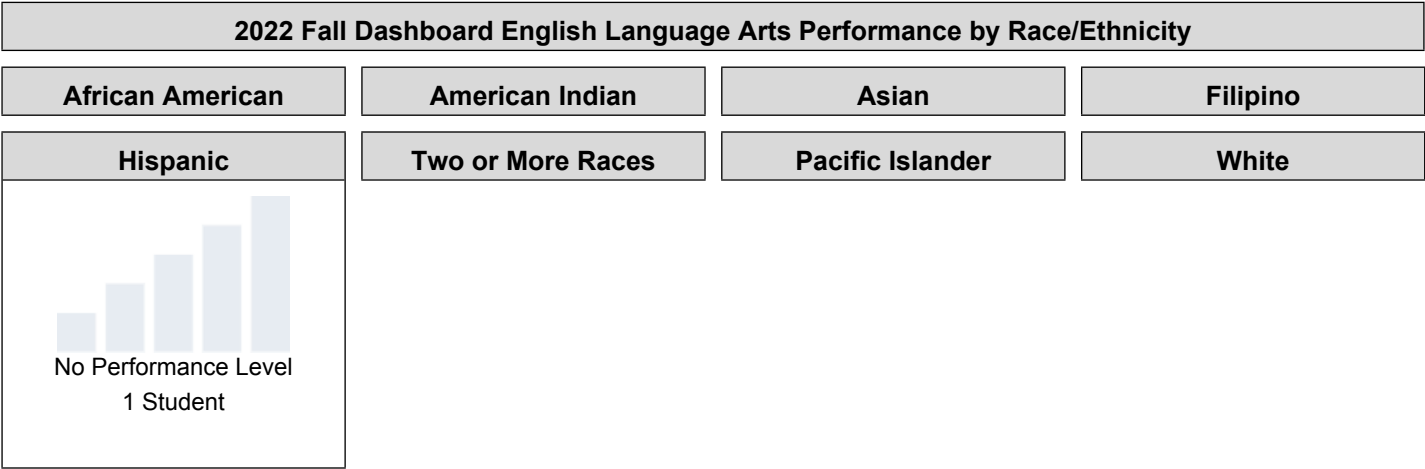 2022 Fall Dashboard English Language Arts Performance by Race/Ethnicity
African American
American Indian
Asian
Filipino
Hispanic
Two or More Races
Pacific Islander
White
No Performance Level
1 Student